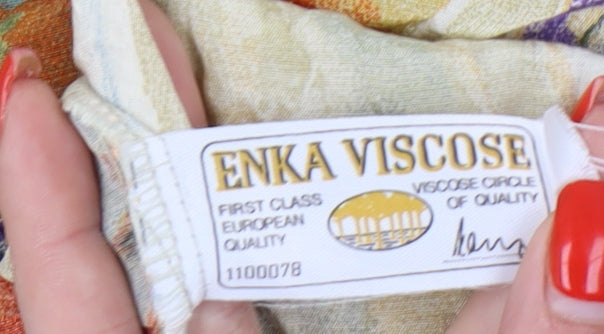 ENKA VISCOSE
FIRST CLASS
EUROPEAN
QUALITY
VISCOSE CIRCLE
OF QUALITY
1100078